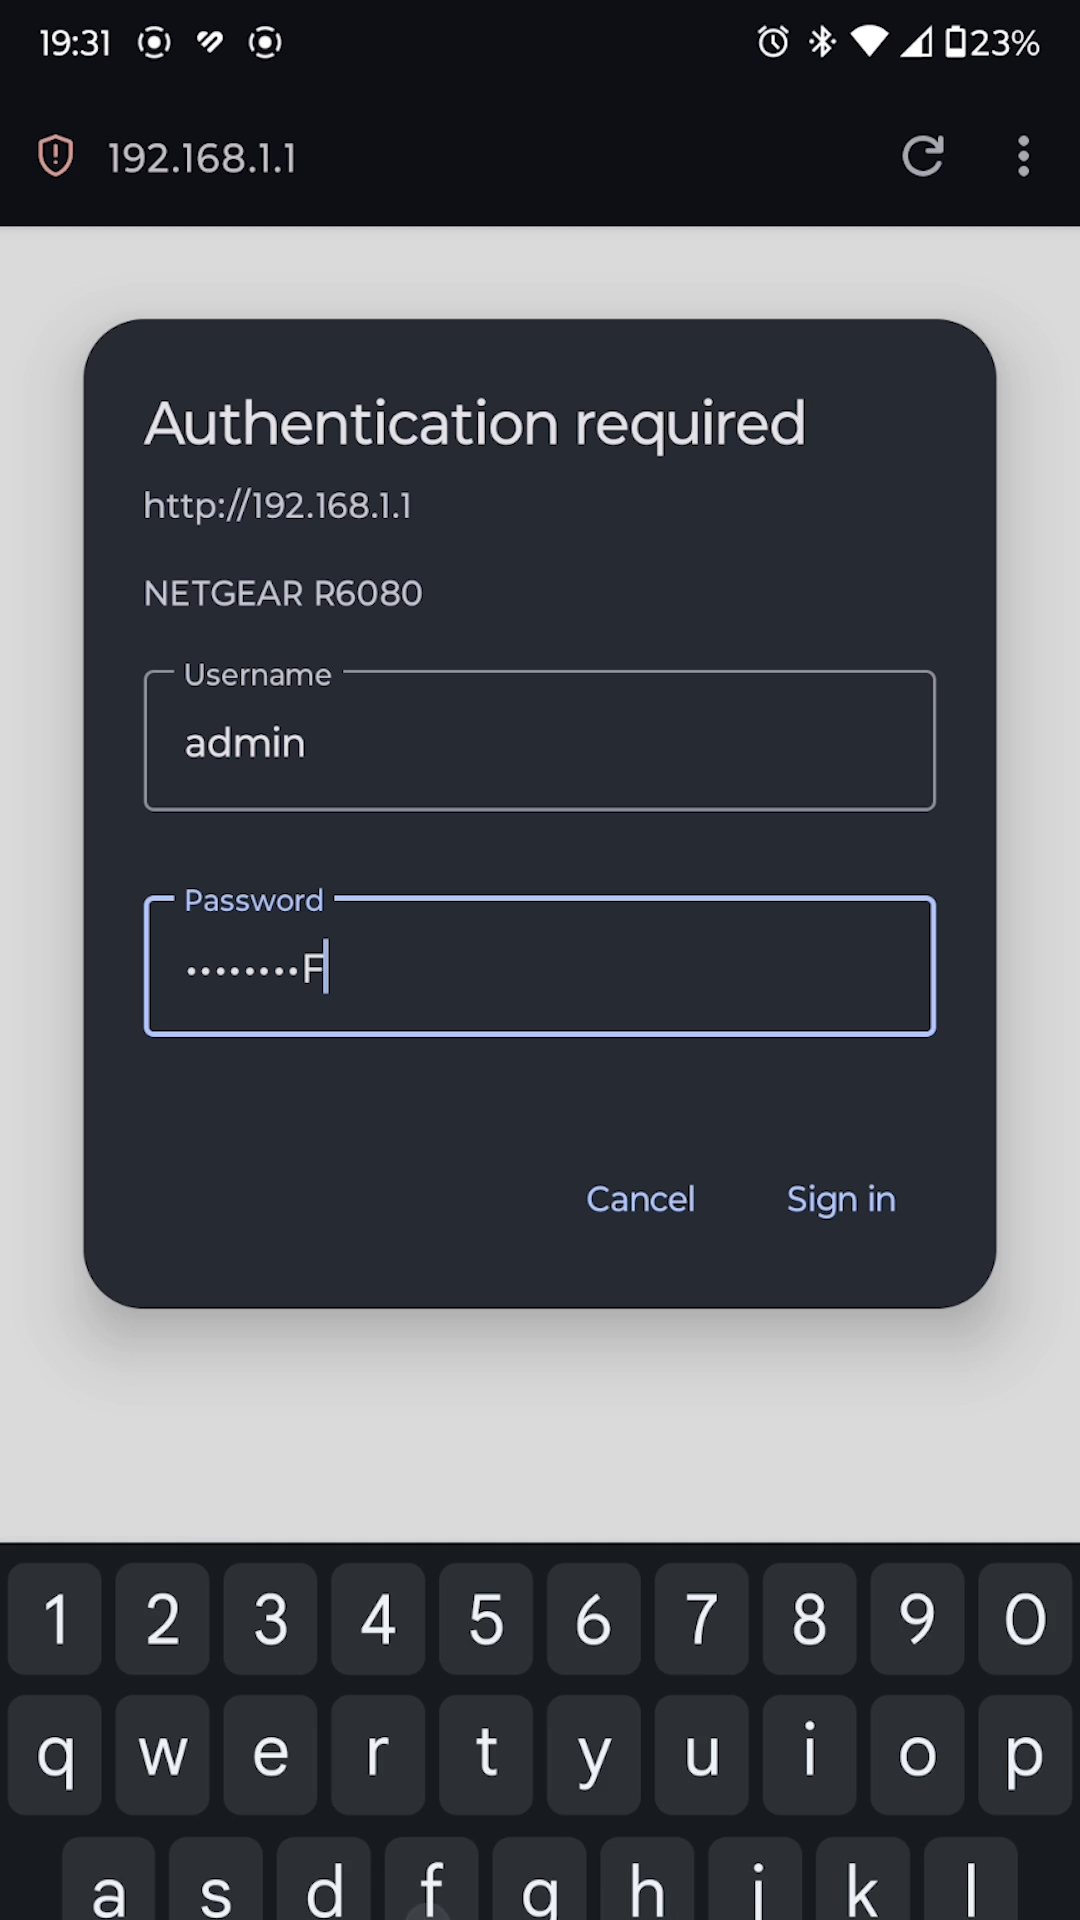 19:31 23%
192.168.1.1
Authentication required
http://192.168.1.1
NETGEAR R6080
Username
admin
Password
••••••••F
Cancel Sign in
1 2 3 4 5 6 7 8 9 0
q w e r t y u i o p
a s d f g h j k l